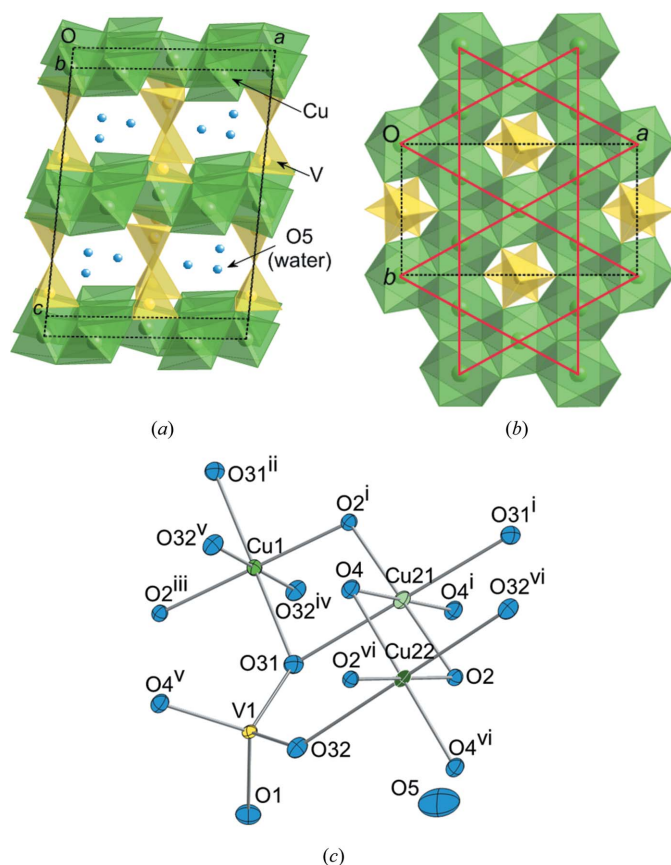 O
a
b
Cu
V
O5
(water)
c
(a)
O
a
b
(b)
O31ii
O2i
O31i
O32v
Cu1
O4
Cu21
O4i
O32vi
O2iii
O32iv
Cu22
O31
O2vi
O2
O4v
V1
O32
O4vi
O5
O1
(c)